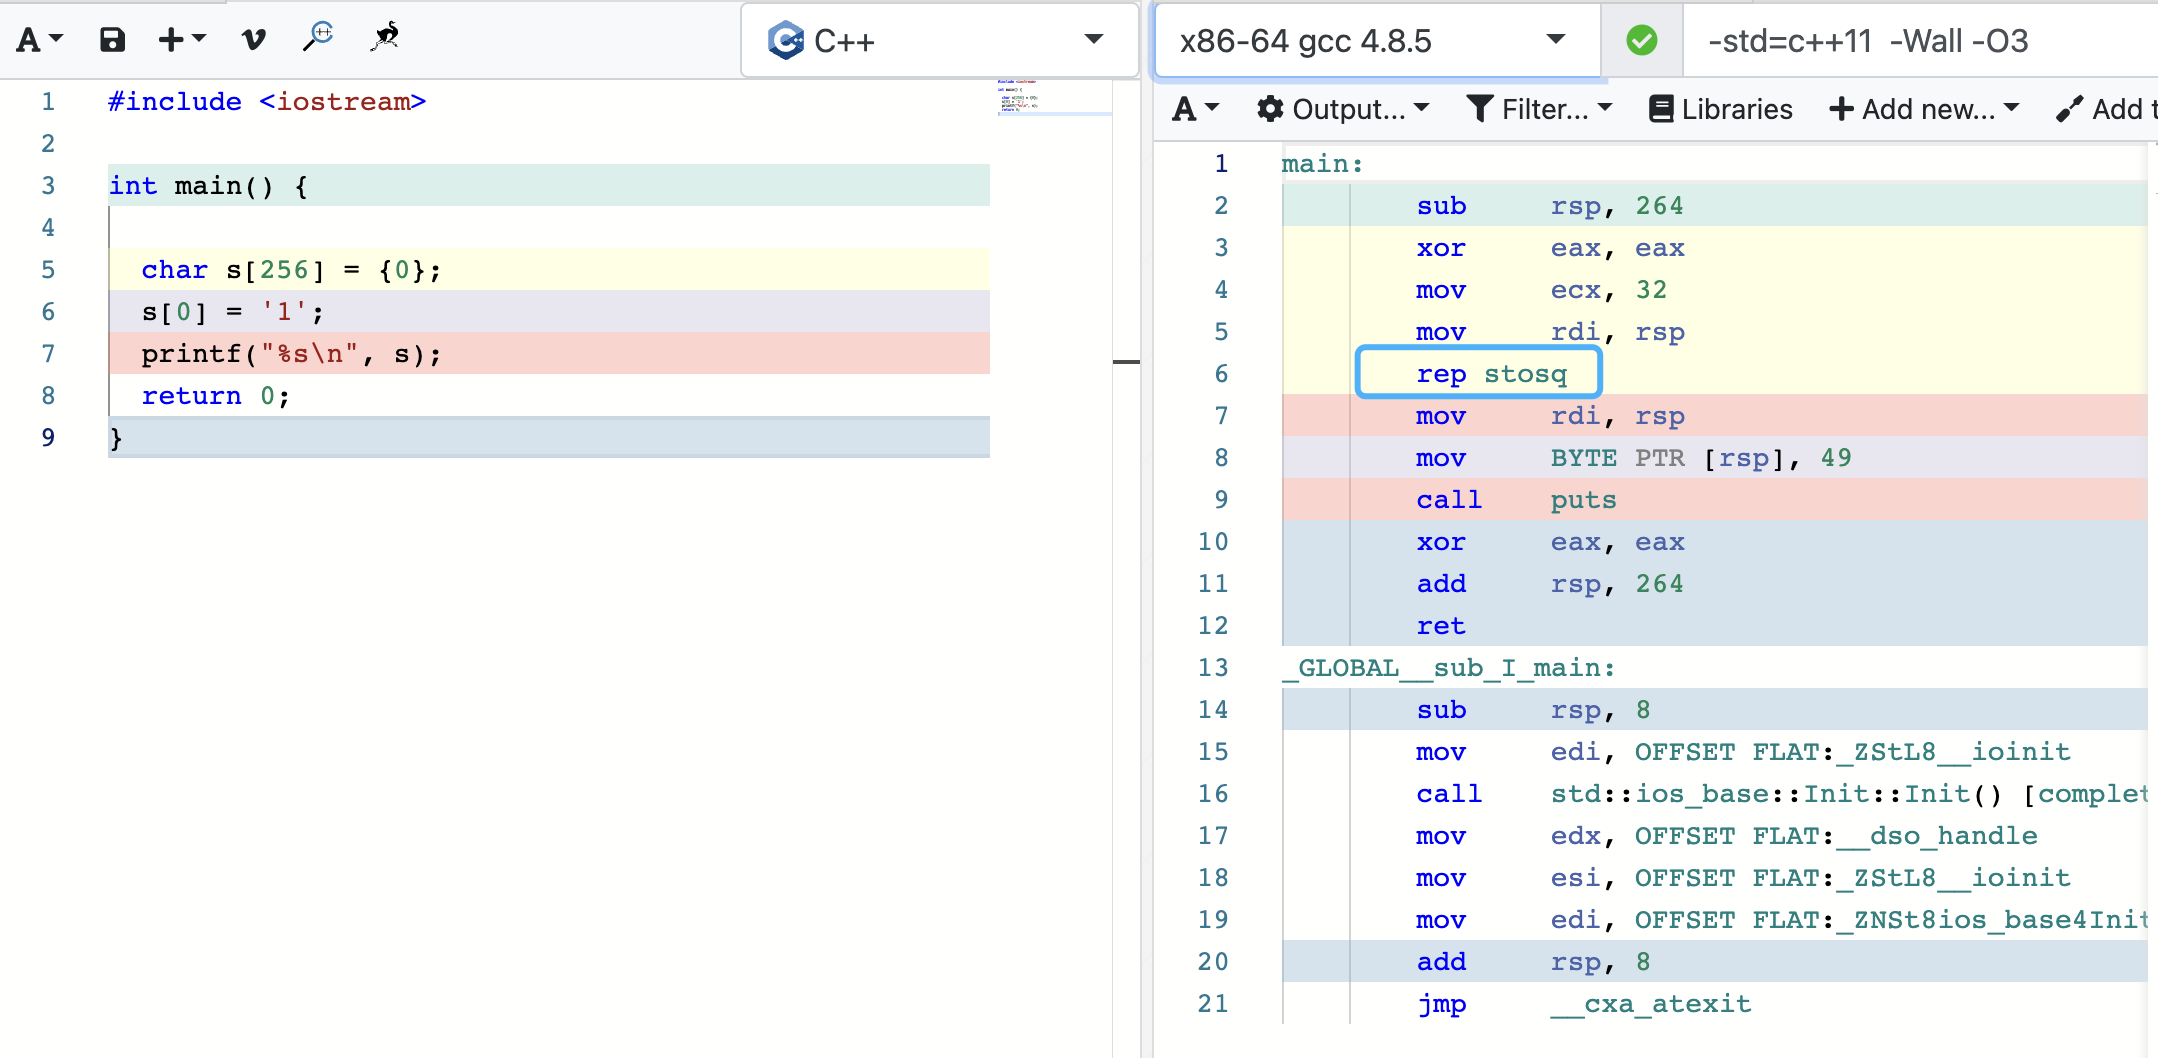 A
C++
x86-64 gcc 4.8.5
-std=c++11 -Wall -O3
A
Output...
Filter...
Libraries
Add new...
Add
1 #include <iostream>
2
3 int main() {
4
5 char s[256] = {0};
6 s[0] = '1';
7 printf("%s\n", s);
8 return 0;
9 }
1 main:
2 sub rsp, 264
3 xor eax, eax
4 mov ecx, 32
5 mov rdi, rsp
6 rep stosq
7 mov rdi, rsp
8 mov BYTE PTR [rsp], 49
9 call puts
10 xor eax, eax
11 add rsp, 264
12 ret
13 _GLOBAL__sub_I_main:
14 sub rsp, 8
15 mov edi, OFFSET FLAT:_ZStL8__ioinit
16 call std::ios_base::Init::Init() [complet
17 mov edx, OFFSET FLAT:__dso_handle
18 mov esi, OFFSET FLAT:_ZStL8__ioinit
19 mov edi, OFFSET FLAT:_ZNSt8ios_base4Init
20 add rsp, 8
21 jmp __cxa_atexit